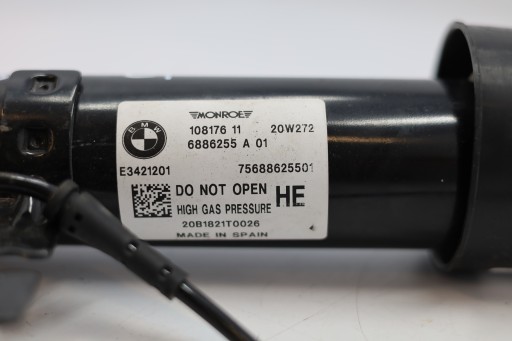 MONROE
BMW
108176 11 20W272
6886255 A 01
E3421201 75688625501
DO NOT OPEN HE
HIGH GAS PRESSURE
20B1821T0026
MADE IN SPAIN